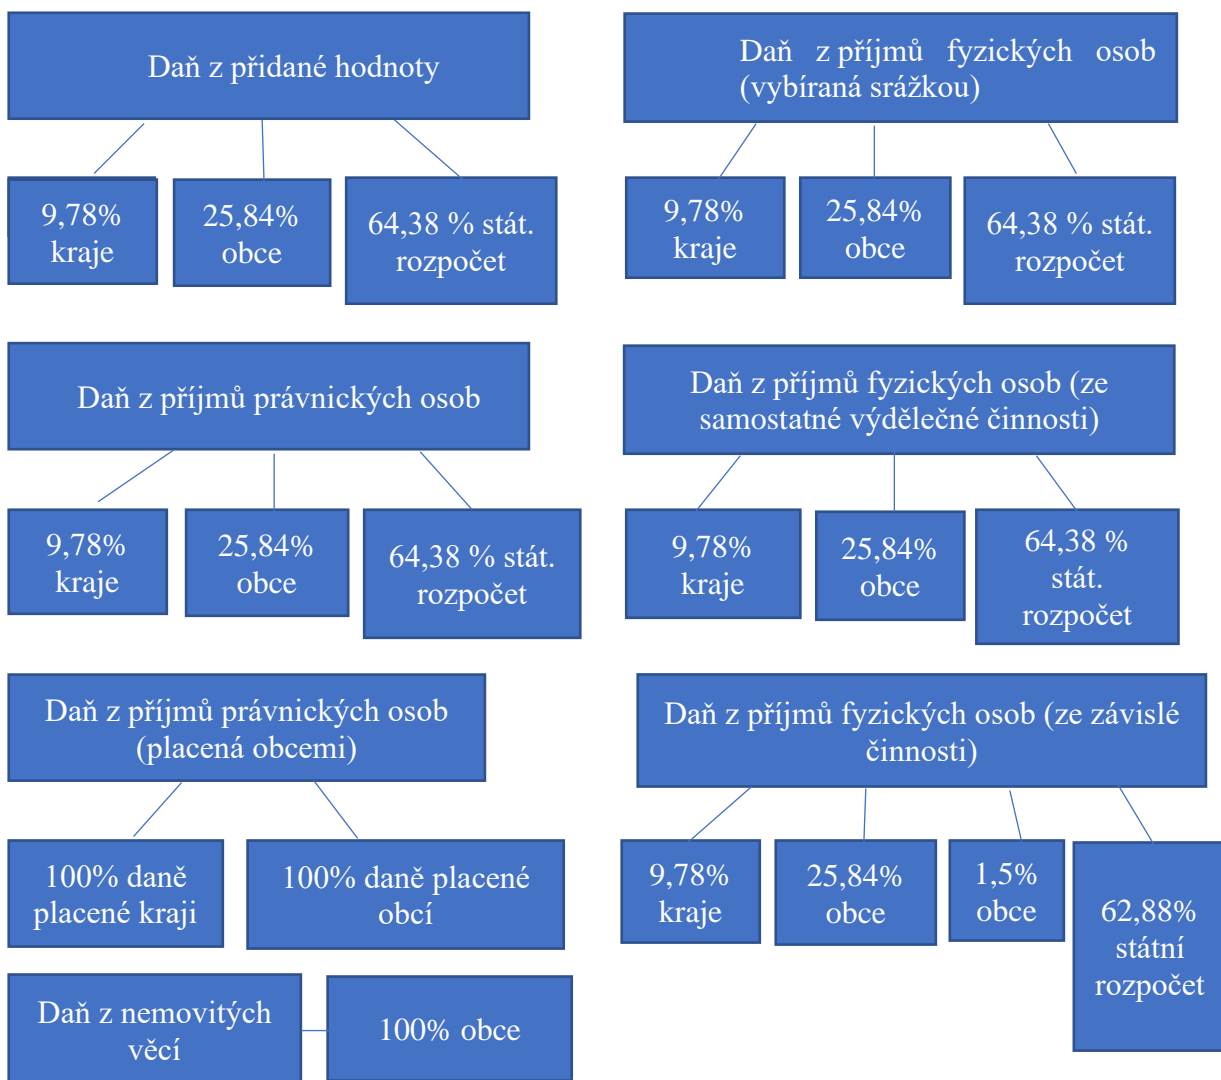 Daň z přidané hodnoty
9,78%
kraje
25,84%
obce
64,38 % stát.
rozpočet
Daň z příjmů fyzických osob
(vybíraná srážkou)
9,78%
kraje
25,84%
obce
64,38 % stát.
rozpočet
Daň z příjmů právnických osob
9,78%
kraje
25,84%
obce
64,38 % stát.
rozpočet
Daň z příjmů fyzických osob (ze
samostatné výdělečné činnosti)
9,78%
kraje
25,84%
obce
64,38 %
stát.
rozpočet
Daň z příjmů právnických osob
(placená obcemi)
100% daně
placené kraji
100% daně placené
obcí
Daň z příjmů fyzických osob (ze závislé
činnosti)
9,78%
kraje
25,84%
obce
1,5%
obce
62,88%
státní
rozpočet
Daň z nemovitých
věcí
100% obce